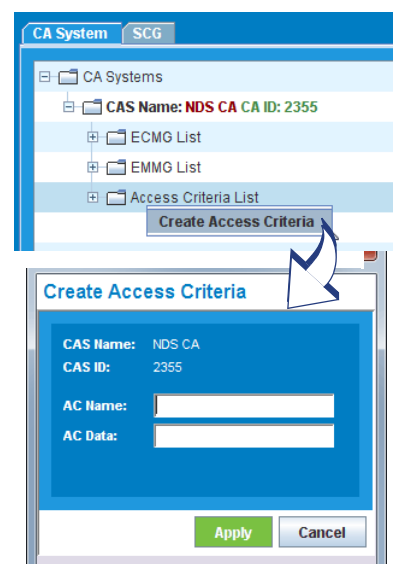 CA System SCG
CA Systems
CAS Name: NDS CA CA ID: 2355
ECMG List
EMMG List
Access Criteria List
Create Access Criteria
Create Access Criteria
CAS Name: NDS CA
CAS ID: 2355
AC Name:
AC Data:
Apply Cancel